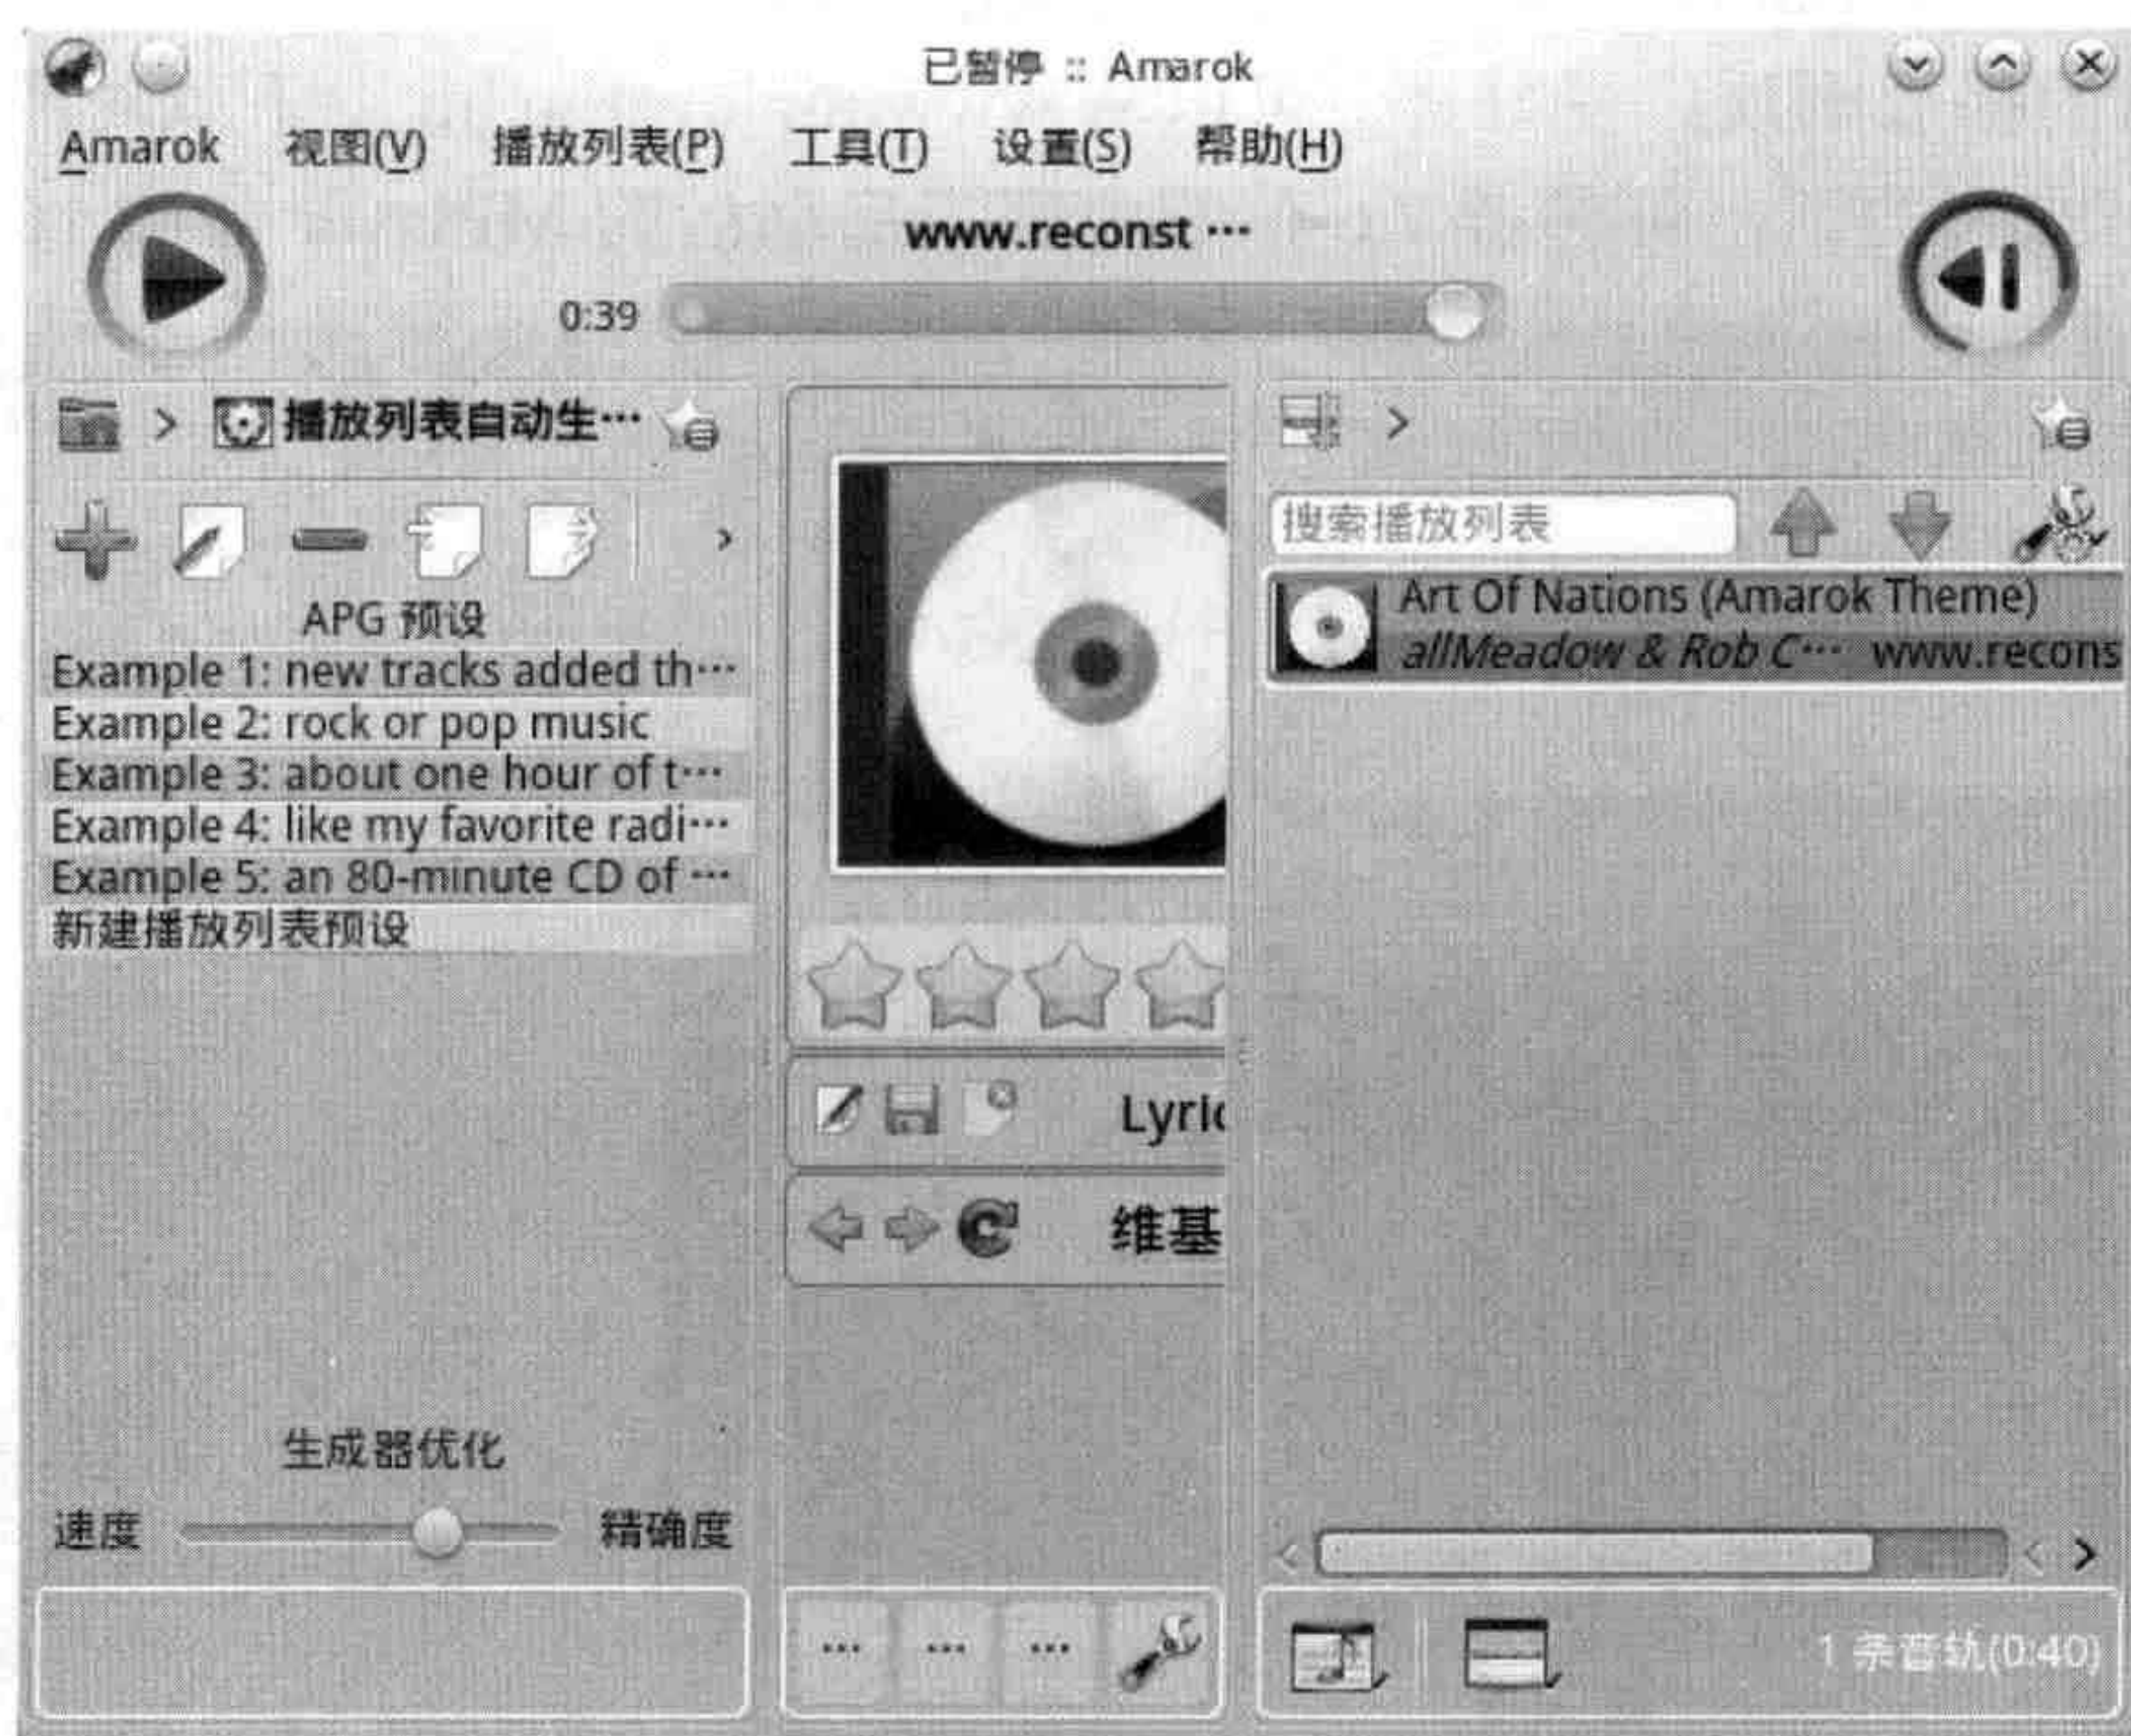 已暂停 :: Amarok
Amarok 视图(V) 播放列表(P) 工具(T) 设置(S) 帮助(H)
www.reconst ···
0:39
播放列表自动生···
APG 预设
Example 1: new tracks added th···
Example 2: rock or pop music
Example 3: about one hour of t···
Example 4: like my favorite radi···
Example 5: an 80-minute CD of ···
新建播放列表预设
生成器优化
速度 精确度
Lyric
维基
... ... ...
搜索播放列表
Art Of Nations (Amarok Theme)
allMeadow & Rob C··· www.recons
1 条音轨(0:40)